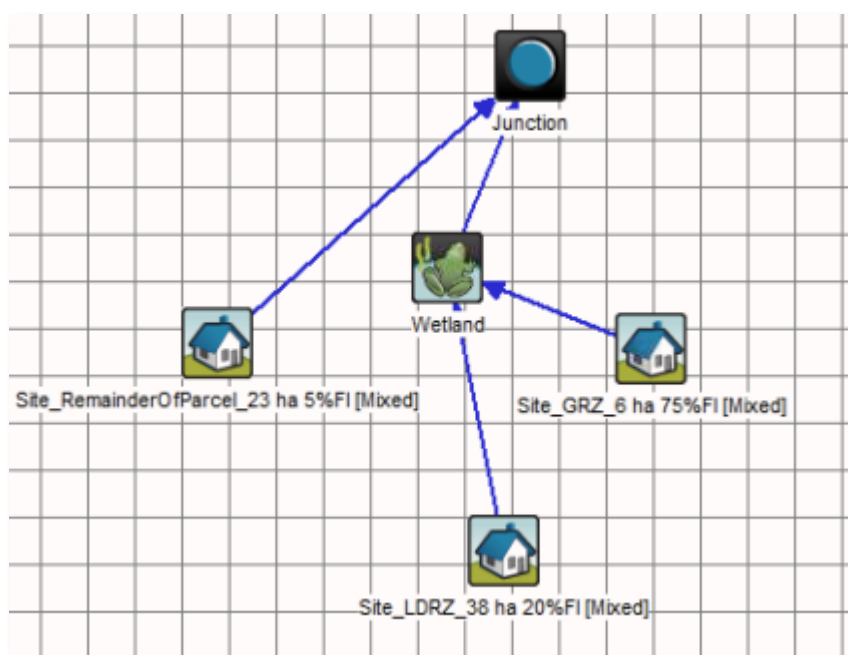 Junction
Wetland
Site_RemainderOfParcel_23 ha 5%FI [Mixed]
Site_GRZ_6 ha 75%FI [Mixed]
Site_LDRZ_38 ha 20%FI [Mixed]